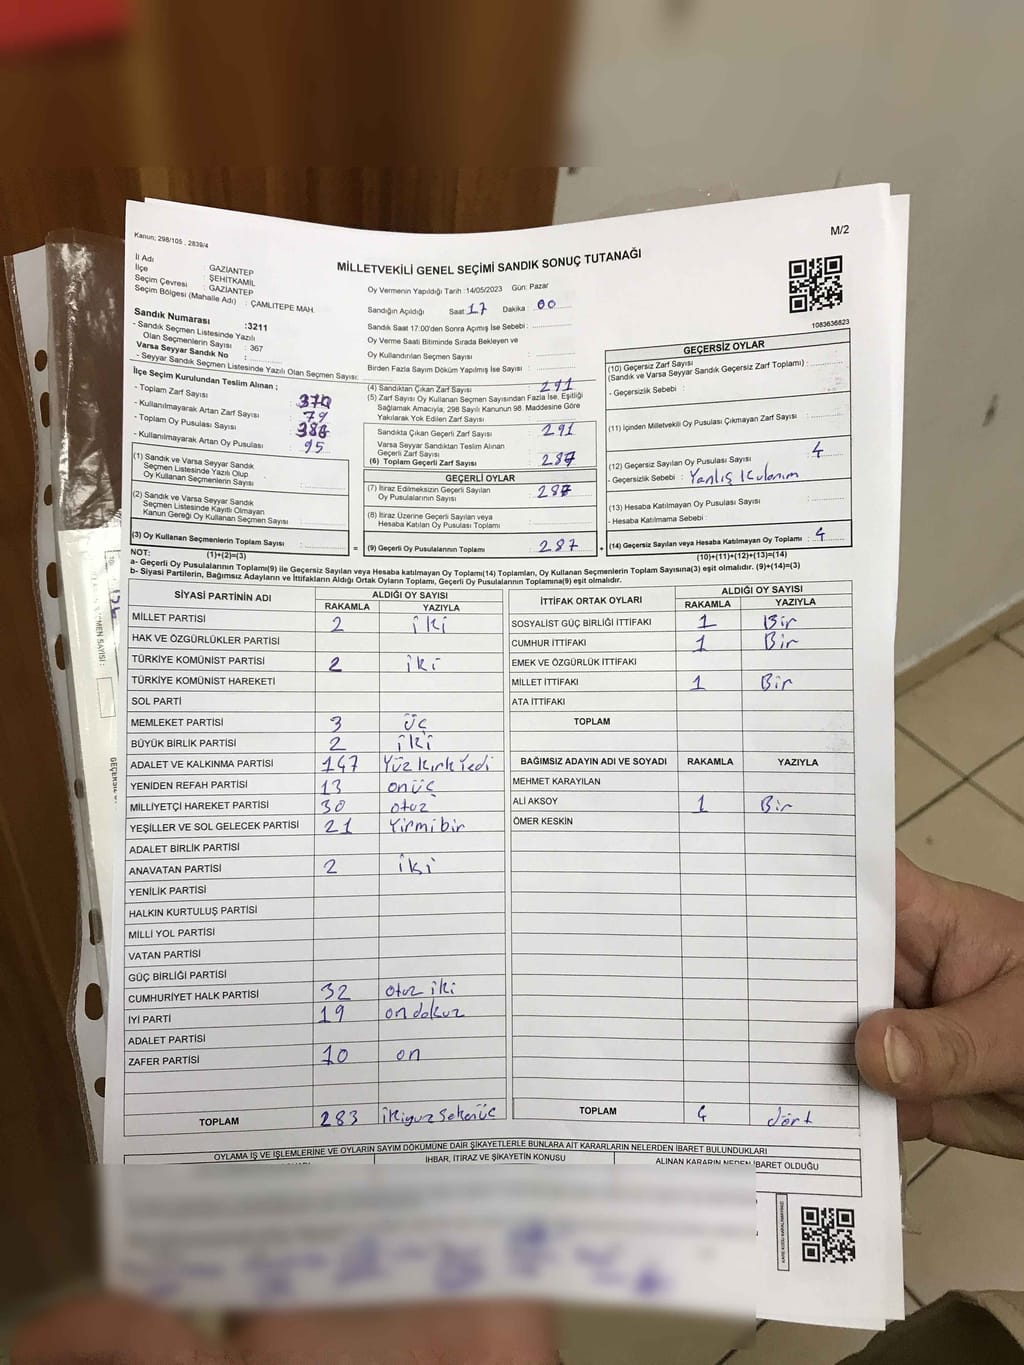 Kanun; 298/105 , 2839/4
M/2
MİLLETVEKİLİ GENEL SEÇİMİ SANDIK SONUÇ TUTANAĞI
İl Adı : GAZİANTEP
İlçe : ŞEHİTKAMİL
Seçim Çevresi : GAZİANTEP
Seçim Bölgesi (Mahalle Adı) : ÇAMLITEPE MAH.
Sandık Numarası :3211
- Sandık Seçmen Listesinde Yazılı
Olan Seçmenlerin Sayısı : 367
Varsa Seyyar Sandık No :
- Seyyar Sandık Seçmen Listesinde Yazılı Olan Seçmen Sayısı:
Oy Vermenin Yapıldığı Tarih :14/05/2023 Gün: Pazar
Sandığın Açıldığı Saat 17 Dakika : 00
Sandık Saat 17:00'den Sonra Açımış İse Sebebi :
Oy Verme Saati Bitiminde Sırada Bekleyen ve
Oy Kullandırılan Seçmen Sayısı :
Birden Fazla Sayım Döküm Yapılmış İse Sayısı :
1083636823
İlçe Seçim Kurulundan Teslim Alınan ;
- Toplam Zarf Sayısı :
- Kullanılmayarak Artan Zarf Sayısı : 79
- Toplam Oy Pusulası Sayısı :
- Kullanılmayarak Artan Oy Pusulası : 95
(1) Sandık ve Varsa Seyyar Sandık
Seçmen Listesinde Yazılı Olup
Oy Kullanan Seçmenlerin Sayısı :
(2) Sandık ve Varsa Seyyar Sandık
Seçmen Listesinde Kayıtlı Olmayan
Kanun Gereği Oy Kullanan Seçmen Sayısı :
(3) Oy Kullanan Seçmenlerin Toplam Sayısı :
(4) Sandıktan Çıkan Zarf Sayısı : 291
(5) Zarf Sayısı Oy Kullanan Seçmen Sayısından Fazla İse, Eşitliği
Sağlamak Amacıyla; 298 Sayılı Kanunun 98. Maddesine Göre
Yakılarak Yok Edilen Zarf Sayısı :
Sandıkta Çıkan Geçerli Zarf Sayısı : 291
Varsa Seyyar Sandıktan Teslim Alınan
Geçerli Zarf Sayısı :
(6) Toplam Geçerli Zarf Sayısı : 287
GEÇERLİ OYLAR
(7) İtiraz Edilmeksizin Geçerli Sayılan
Oy Pusulalarının Sayısı : 287
(8) İtiraz Üzerine Geçerli Sayılan veya
Hesaba Katılan Oy Pusulası Toplamı :
= (9) Geçerli Oy Pusulalarının Toplamı : 287 +
GEÇERSİZ OYLAR
(10) Geçersiz Zarf Sayısı
(Sandık ve Varsa Seyyar Sandık Geçersiz Zarf Toplamı) :
- Geçersizlik Sebebi :
(11) İçinden Milletvekili Oy Pusulası Çıkmayan Zarf Sayısı :
(12) Geçersiz Sayılan Oy Pusulası Sayısı : 4
- Geçersizlik Sebebi : Yanlış Kulanım
(13) Hesaba Katılmayan Oy Pusulası Sayısı :
- Hesaba Katılmama Sebebi :
(14) Geçersiz Sayılan veya Hesaba Katılmayan Oy Toplamı : 4
NOT: (1)+(2)=(3) (10)+(11)+(12)+(13)=(14)
a- Geçerli Oy Pusulalarının Toplamı(9) ile Geçersiz Sayılan veya Hesaba katılmayan Oy Toplamı(14) Toplamları, Oy Kullanan Seçmenlerin Toplam Sayısına(3) eşit olmalıdır. (9)+(14)=(3)
b- Siyasi Partilerin, Bağımsız Adayların ve İttifakların Aldığı Ortak Oyların Toplamı, Geçerli Oy Pusulalarının Toplamına(9) eşit olmalıdır.
SİYASİ PARTİNİN ADI ALDIĞI OY SAYISI
RAKAMLA YAZIYLA
MİLLET PARTİSİ 2 iki
HAK VE ÖZGÜRLÜKLER PARTİSİ
TÜRKİYE KOMÜNİST PARTİSİ 2 iki
TÜRKİYE KOMÜNİST HAREKETİ
SOL PARTİ
MEMLEKET PARTİSİ 3 üç
BÜYÜK BİRLİK PARTİSİ 2 iki
ADALET VE KALKINMA PARTİSİ 147 Yüz kırk Yedi
YENİDEN REFAH PARTİSİ 13 onüç
MİLLİYETÇİ HAREKET PARTİSİ 30 otuz
YEŞİLLER VE SOL GELECEK PARTİSİ 21 Yirmibir
ADALET BİRLİK PARTİSİ
ANAVATAN PARTİSİ 2 iki
YENİLİK PARTİSİ
HALKIN KURTULUŞ PARTİSİ
MİLLİ YOL PARTİSİ
VATAN PARTİSİ
GÜÇ BİRLİĞİ PARTİSİ
CUMHURİYET HALK PARTİSİ 32 otuz iki
İYİ PARTİ 19 on dokuz
ADALET PARTİSİ
ZAFER PARTİSİ 10 on
TOPLAM 283
İTTİFAK ORTAK OYLARI ALDIĞI OY SAYISI
RAKAMLA YAZIYLA
SOSYALİST GÜÇ BİRLİĞİ İTTİFAKI 1 Bir
CUMHUR İTTİFAKI 1 Bir
EMEK VE ÖZGÜRLÜK İTTİFAKI
MİLLET İTTİFAKI 1 Bir
ATA İTTİFAKI
TOPLAM
BAĞIMSIZ ADAYIN ADI VE SOYADI RAKAMLA YAZIYLA
MEHMET KARAYILAN
ALİ AKSOY 1 Bir
ÖMER KESKİN
TOPLAM 4 dört
OYLAMA İŞ VE İŞLEMLERİNE VE OYLARIN SAYIM DÖKÜMÜNE DAİR ŞİKAYETLERLE BUNLARA AİT KARARLARIN NELERDEN İBARET BULUNDUKLARI
İHBAR, İTİRAZ VE ŞİKAYETİN KONUSU ALINAN KARARIN NEDEN İBARET OLDUĞU